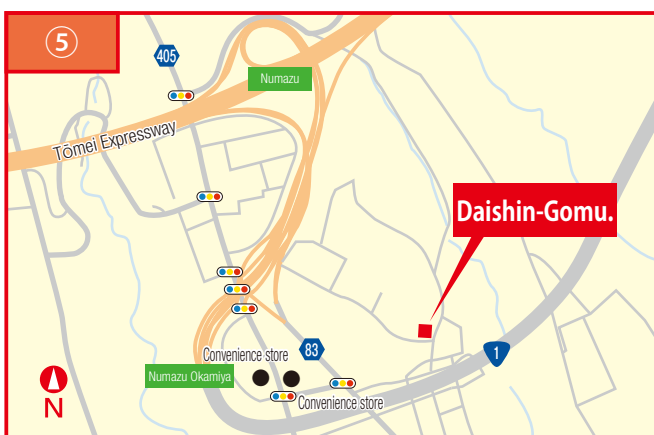 ⑤
405
Numazu
Tōmei Expressway
Daishin-Gomu.
Convenience store
83
1
Numazu Okamiya
Convenience store
N